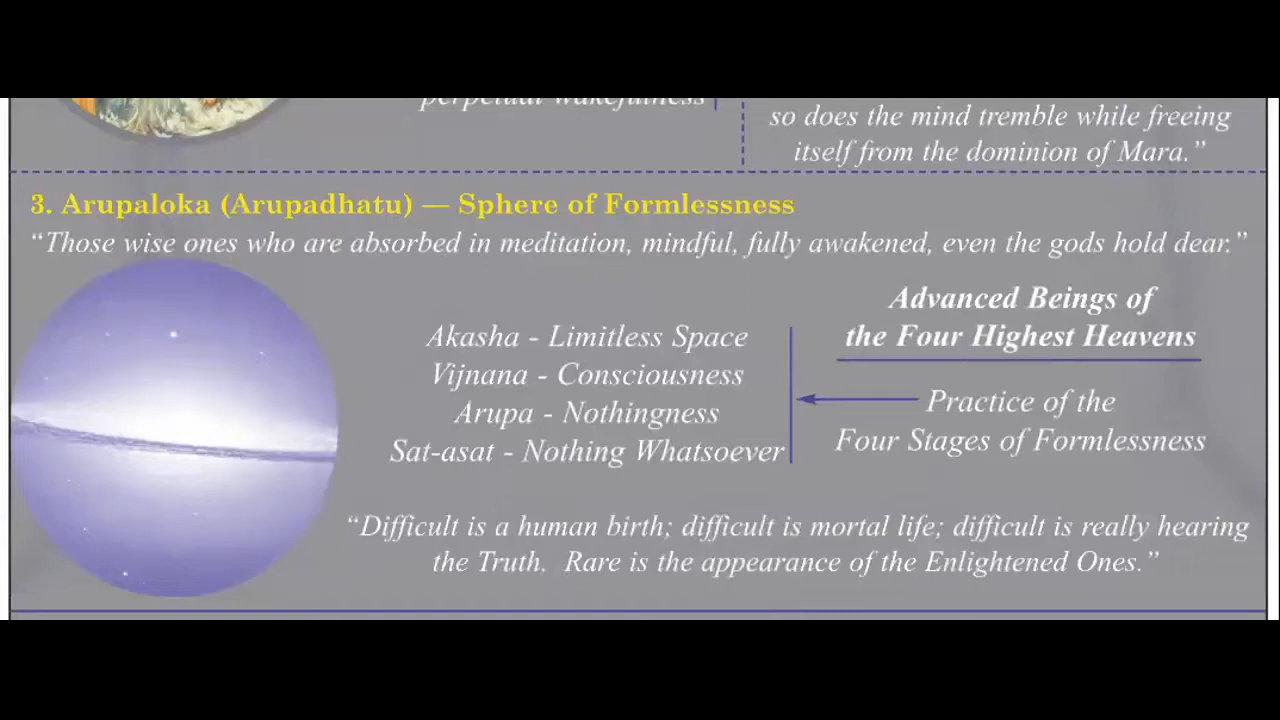 perpetual wakefulness
so does the mind tremble while freeing
itself from the dominion of Mara.”
3. Arupaloka (Arupadhatu) — Sphere of Formlessness
“Those wise ones who are absorbed in meditation, mindful, fully awakened, even the gods hold dear.”
Advanced Beings of
the Four Highest Heavens
Akasha - Limitless Space
Vijnana - Consciousness
Arupa - Nothingness
Sat-asat - Nothing Whatsoever
Practice of the
Four Stages of Formlessness
“Difficult is a human birth; difficult is mortal life; difficult is really hearing
the Truth.  Rare is the appearance of the Enlightened Ones.”